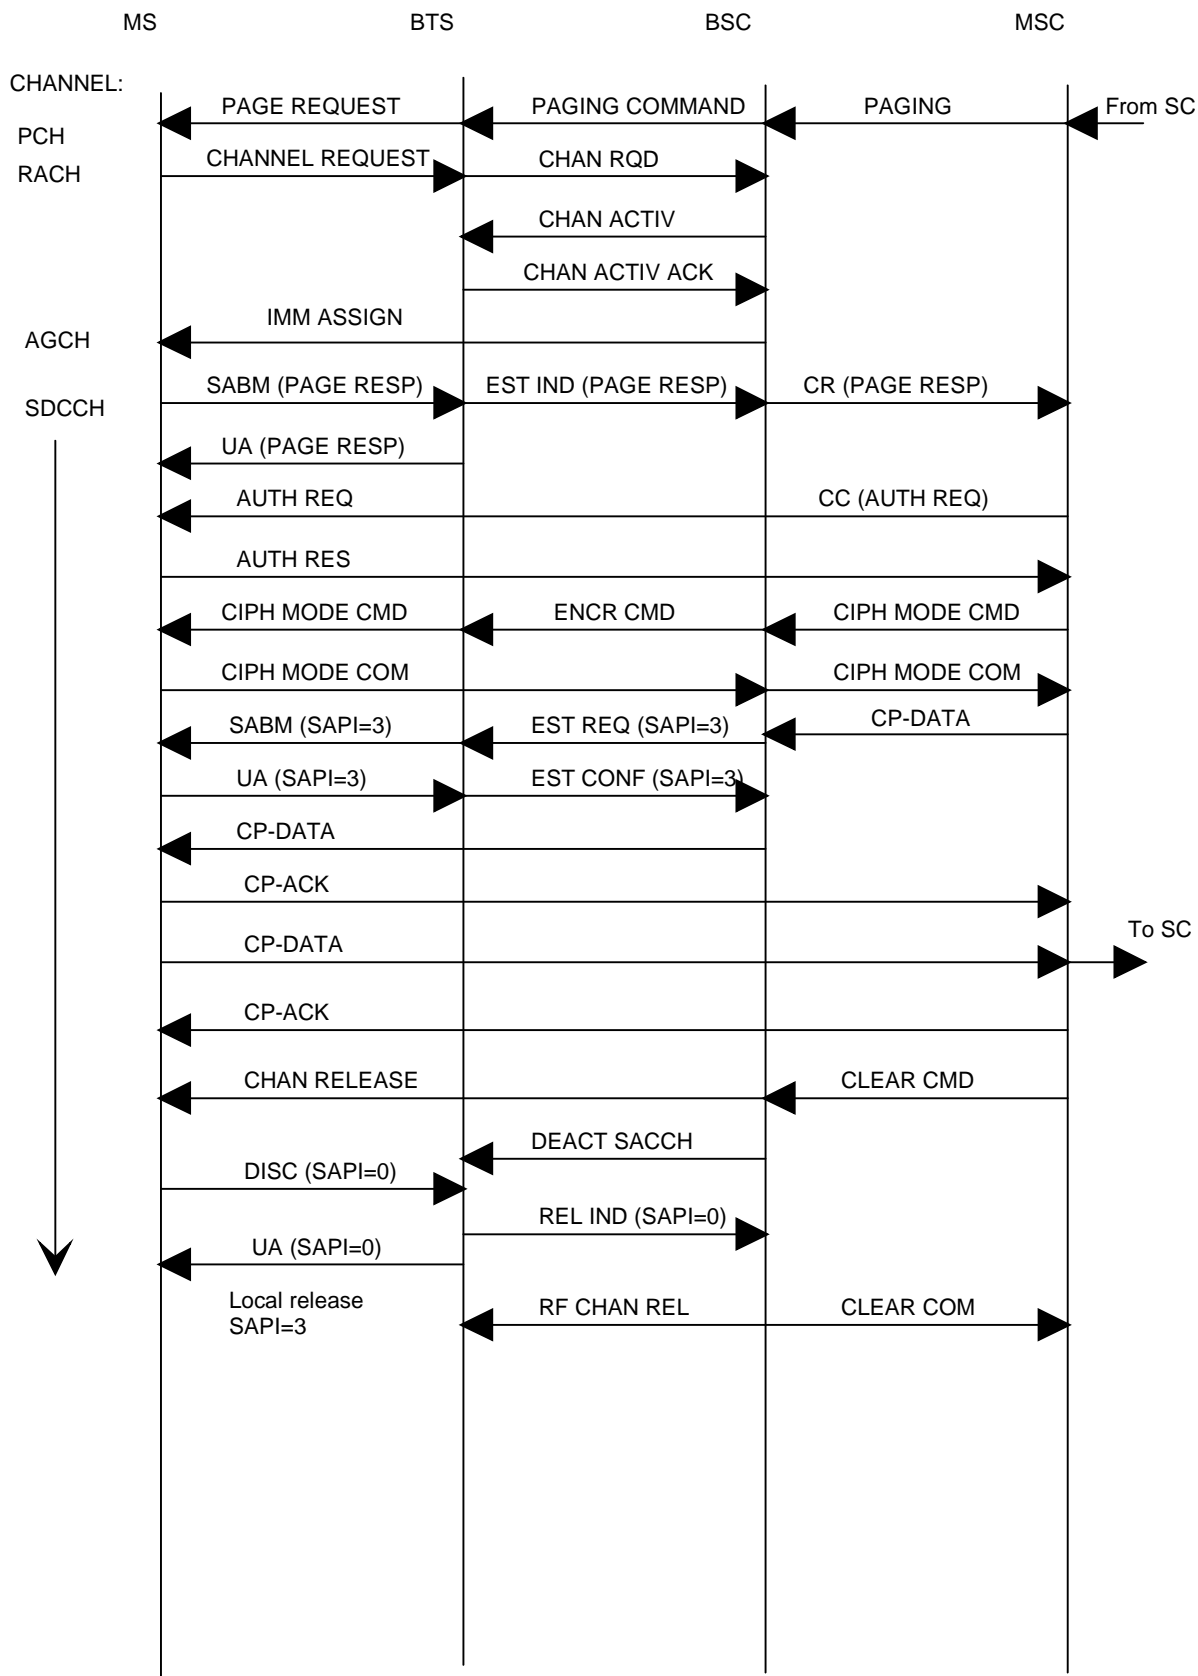 MS BTS BSC MSC
CHANNEL:
PAGE REQUEST PAGING COMMAND PAGING From SC
PCH
CHANNEL REQUEST CHAN RQD
RACH
CHAN ACTIV
CHAN ACTIV ACK
IMM ASSIGN
AGCH
SABM (PAGE RESP) EST IND (PAGE RESP) CR (PAGE RESP)
SDCCH
UA (PAGE RESP)
AUTH REQ CC (AUTH REQ)
AUTH RES
CIPH MODE CMD ENCR CMD CIPH MODE CMD
CIPH MODE COM CIPH MODE COM
SABM (SAPI=3) EST REQ (SAPI=3) CP-DATA
UA (SAPI=3) EST CONF (SAPI=3)
CP-DATA
CP-ACK
To SC
CP-DATA
CP-ACK
CHAN RELEASE CLEAR CMD
DEACT SACCH
DISC (SAPI=0)
REL IND (SAPI=0)
UA (SAPI=0)
Local release RF CHAN REL CLEAR COM
SAPI=3